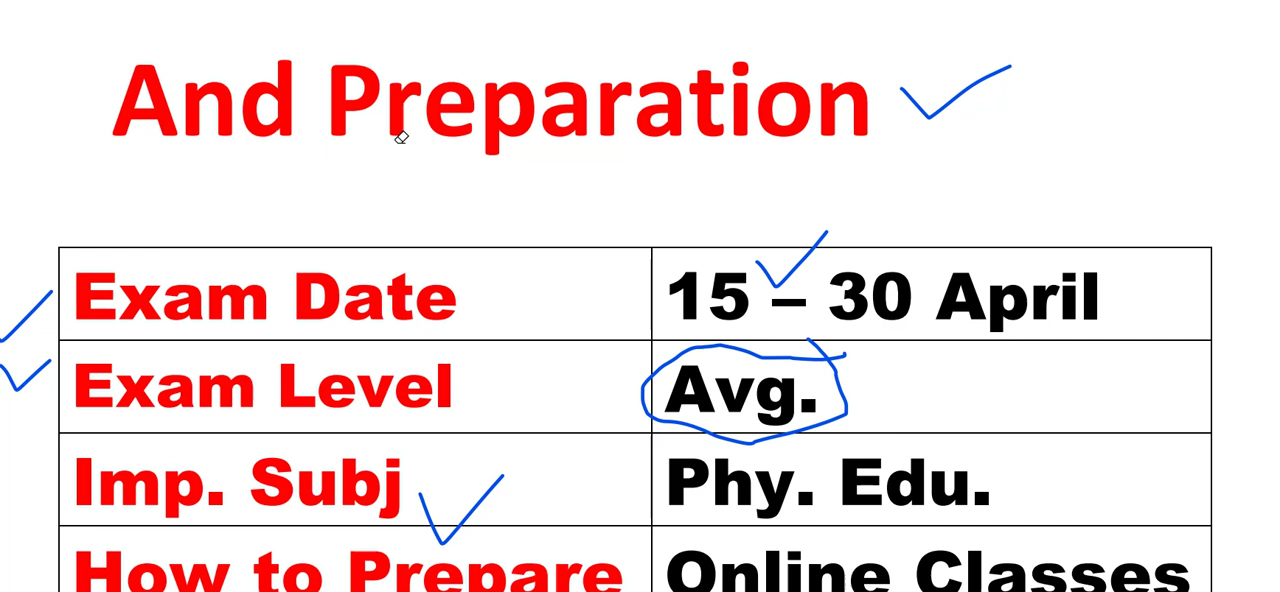 And Preparation
Exam Date 15 – 30 April
Exam Level Avg.
Imp. Subj Phy. Edu.
How to Prepare Online Classes